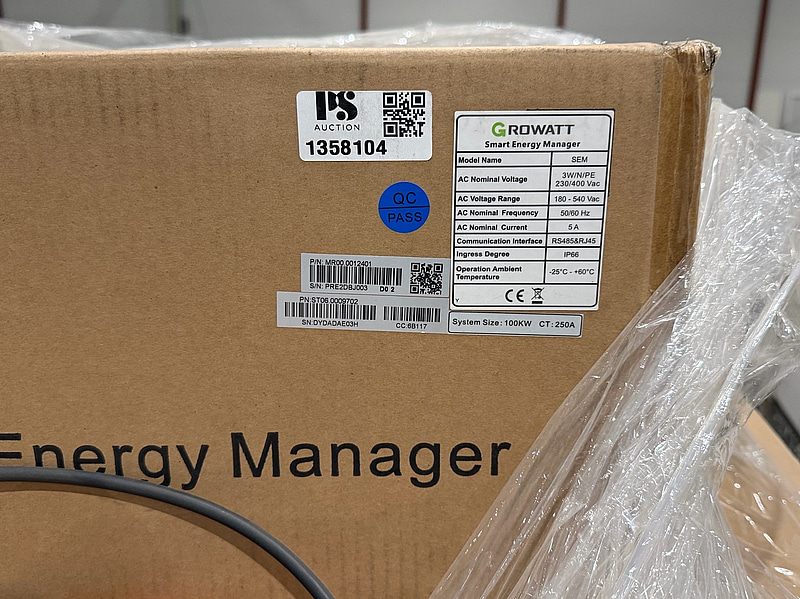 PS
AUCTION
1358104
QC
PASS
GROWATT
Smart Energy Manager
Model Name SEM
AC Nominal Voltage 3W/N/PE
230/400 Vac
AC Voltage Range 180 - 540 Vac
AC Nominal Frequency 50/60 Hz
AC Nominal Current 5 A
Communication Interface RS485&RJ45
Ingress Degree IP66
Operation Ambient
Temperature -25°C - +60°C
Y
CE
P/N: MR00.0012401
S/N: PRE2DBJ003 D0 2
PN:ST06.0009702
SN:DYDADAE03H CC:6B117
System Size: 100KW CT: 250A
Energy Manager